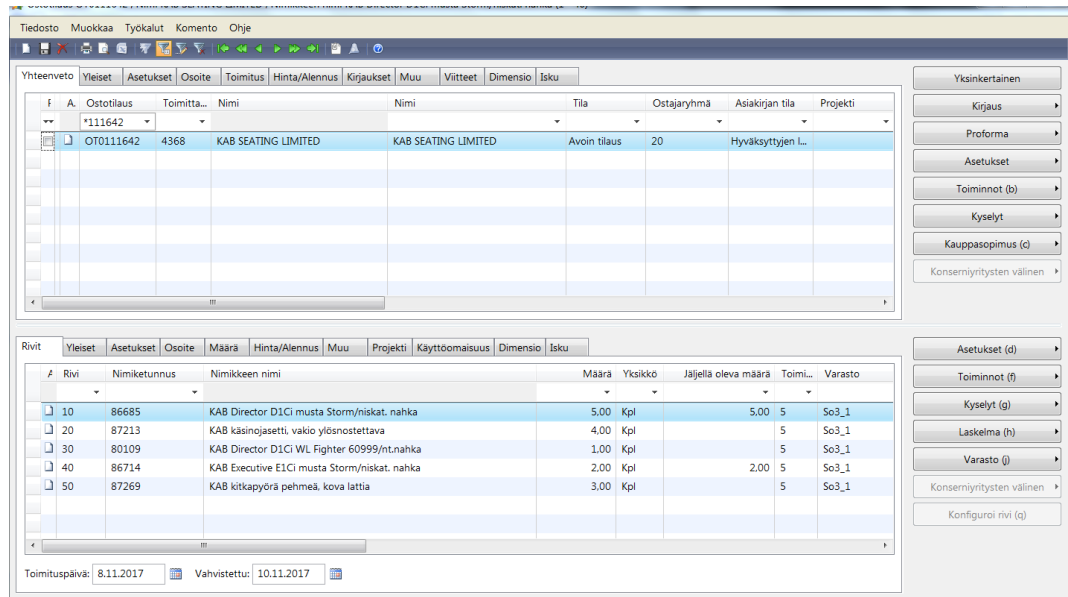 Tiedosto Muokkaa Työkalut Komento Ohje
Yhteenveto Yleiset Asetukset Osoite Toimitus Hinta/Alennus Kirjaukset Muu Viitteet Dimensio Isku
Yksinkertainen
F A. Ostotilaus Toimitta... Nimi Nimi Tila Ostajaryhmä Asiakirjan tila Projekti
Kirjaus
*111642
Proforma
OT0111642 4368 KAB SEATING LIMITED KAB SEATING LIMITED Avoin tilaus 20 Hyväksyttyjen l...
Asetukset
Toiminnot (b)
Kyselyt
Kauppasopimus (c)
Konserniyritysten välinen
Rivit Yleiset Asetukset Osoite Määrä Hinta/Alennus Muu Projekti Käyttöomaisuus Dimensio Isku
Asetukset (d)
Rivi Nimiketunnus Nimikkeen nimi Määrä Yksikkö Jäljellä oleva määrä Toimi... Varasto
Toiminnot (f)
10 86685 KAB Director D1Ci musta Storm/niskat. nahka 5,00 Kpl 5,00 5 So3_1
Kyselyt (g)
20 87213 KAB käsinojasetti, vakio ylösnostettava 4,00 Kpl 5 So3_1
Laskelma (h)
30 80109 KAB Director D1Ci WL Fighter 60999/nt.nahka 1,00 Kpl 5 So3_1
Varasto (j)
40 86714 KAB Executive E1Ci musta Storm/niskat. nahka 2,00 Kpl 2,00 5 So3_1
50 87269 KAB kitkapyörä pehmeä, kova lattia 3,00 Kpl 5 So3_1
Konserniyritysten välinen
Konfiguroi rivi (q)
Toimituspäivä: 8.11.2017 Vahvistettu: 10.11.2017